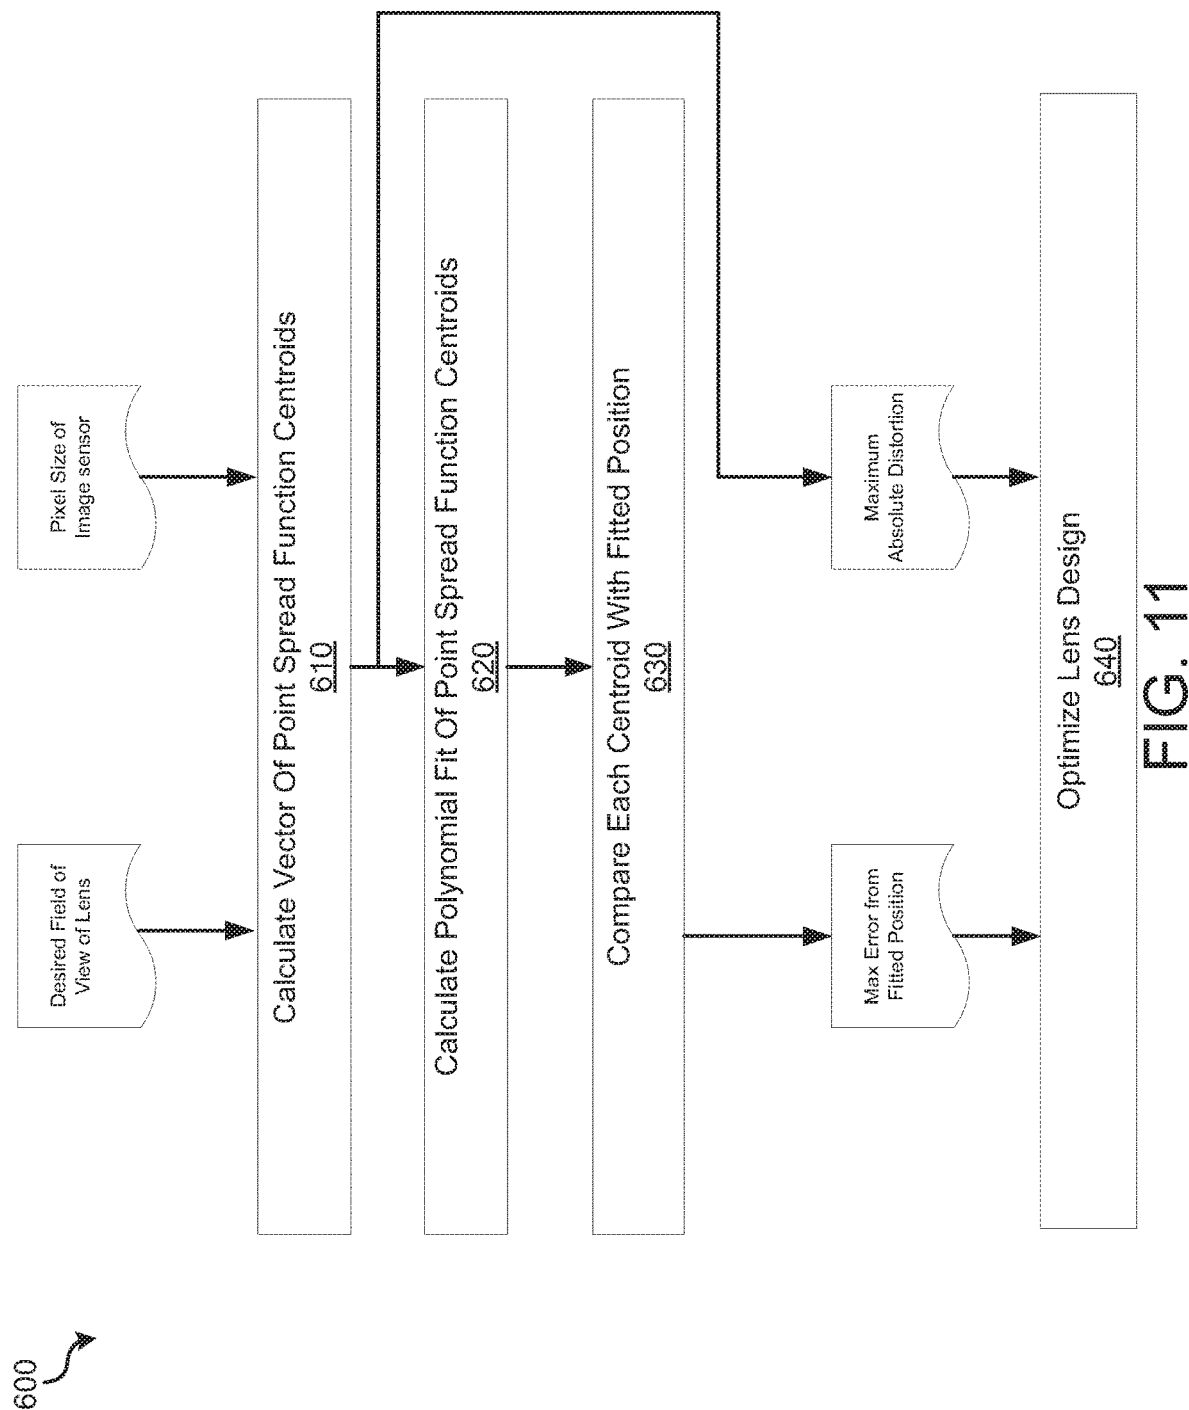 600
Desired Field of
View of Lens
Pixel Size of
Image sensor
Calculate Vector Of Point Spread Function Centroids
610
Calculate Polynomial Fit Of Point Spread Function Centroids
620
Compare Each Centroid With Fitted Position
630
Max Error from
Fitted Position
Maximum
Absolute Distortion
Optimize Lens Design
640
FIG. 11